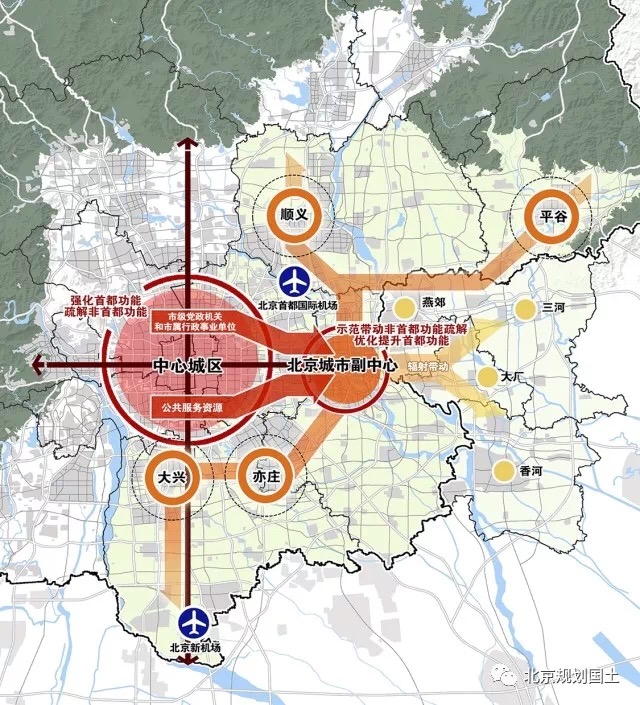 顺义
平谷
北京首都国际机场
燕郊
三河
强化首都功能
疏解非首都功能
市级党政机关
和市属行政事业单位
示范带动非首都功能疏解
优化提升首都功能
中心城区
北京城市副中心
辐射带动
大厂
公共服务资源
大兴
亦庄
香河
北京新机场
北京规划国土